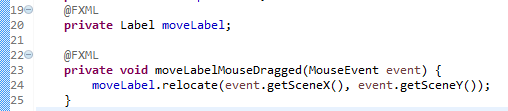 19 @FXML
20 private Label moveLabel;
21
22 @FXML
23 private void moveLabelMouseDragged(MouseEvent event) {
24 moveLabel.relocate(event.getSceneX(), event.getSceneY());
25 }